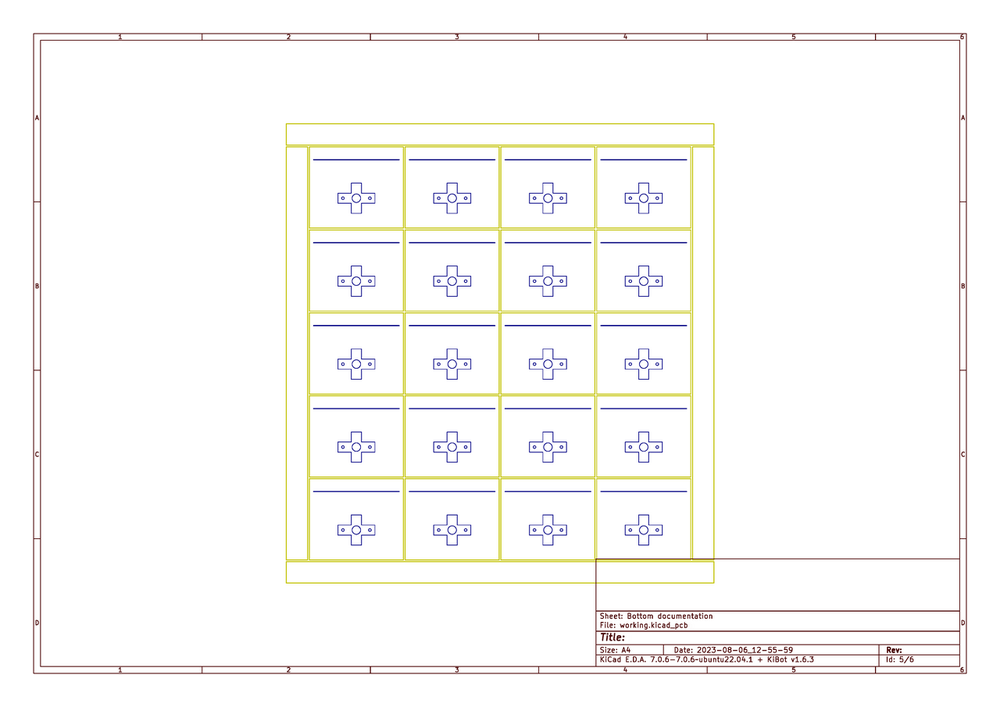 1 2 3 4 5 6
A A
B B
C C
D D
Sheet: Bottom documentation
File: working.kicad_pcb
Title:
Size: A4 Date: 2023-08-06_12-55-59 Rev:
KiCad E.D.A. 7.0.6-7.0.6~ubuntu22.04.1 + KiBot v1.6.3 Id: 5/6
1 2 3 4 5 6